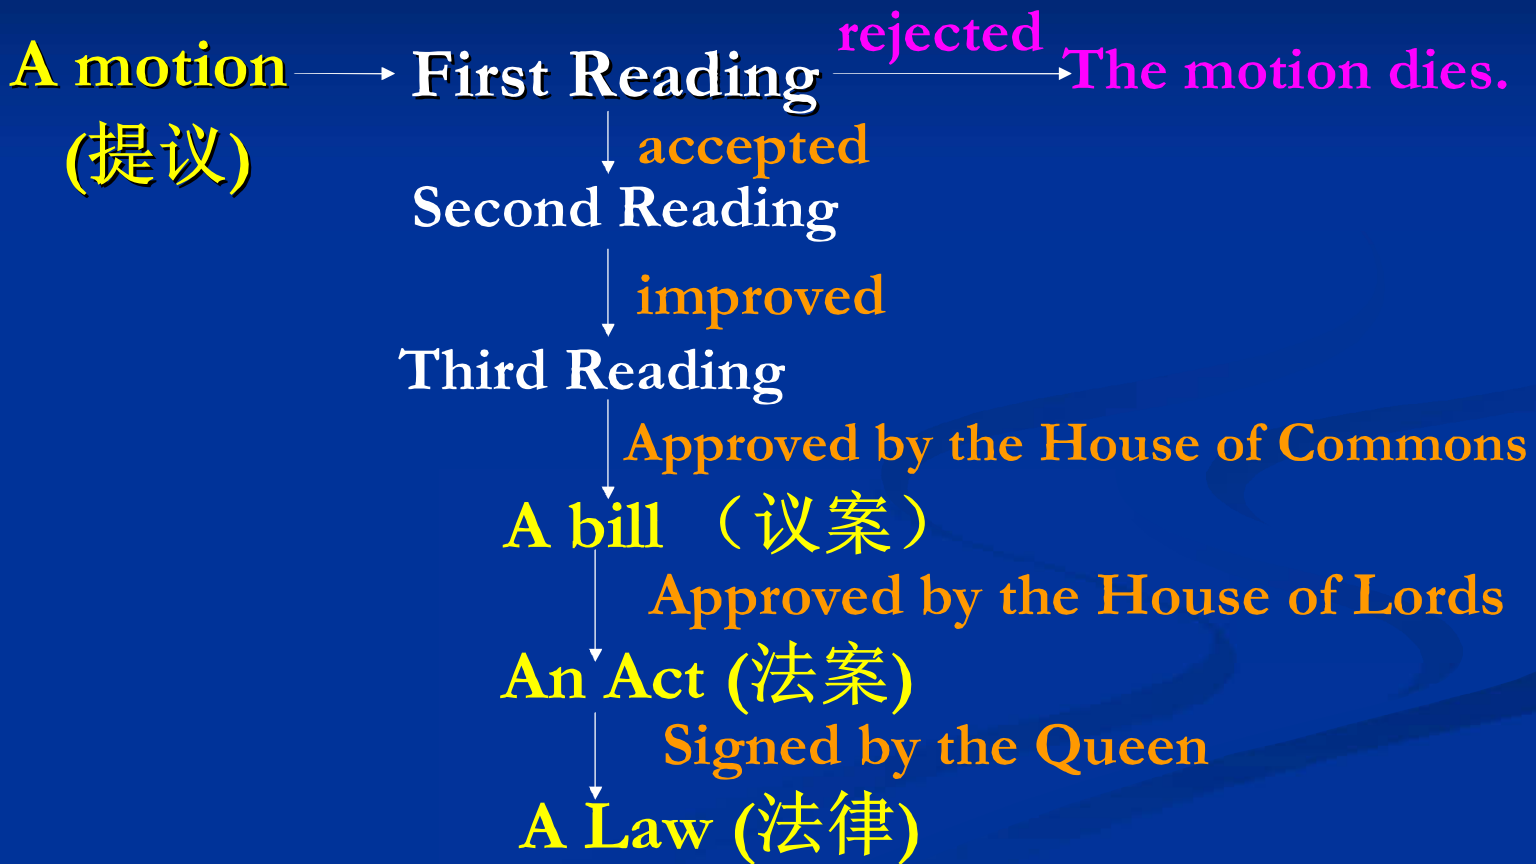 A motion
(提议)
First Reading
rejected
The motion dies.
accepted
Second Reading
improved
Third Reading
Approved by the House of Commons
A bill （议案）
Approved by the House of Lords
An Act (法案)
Signed by the Queen
A Law (法律)